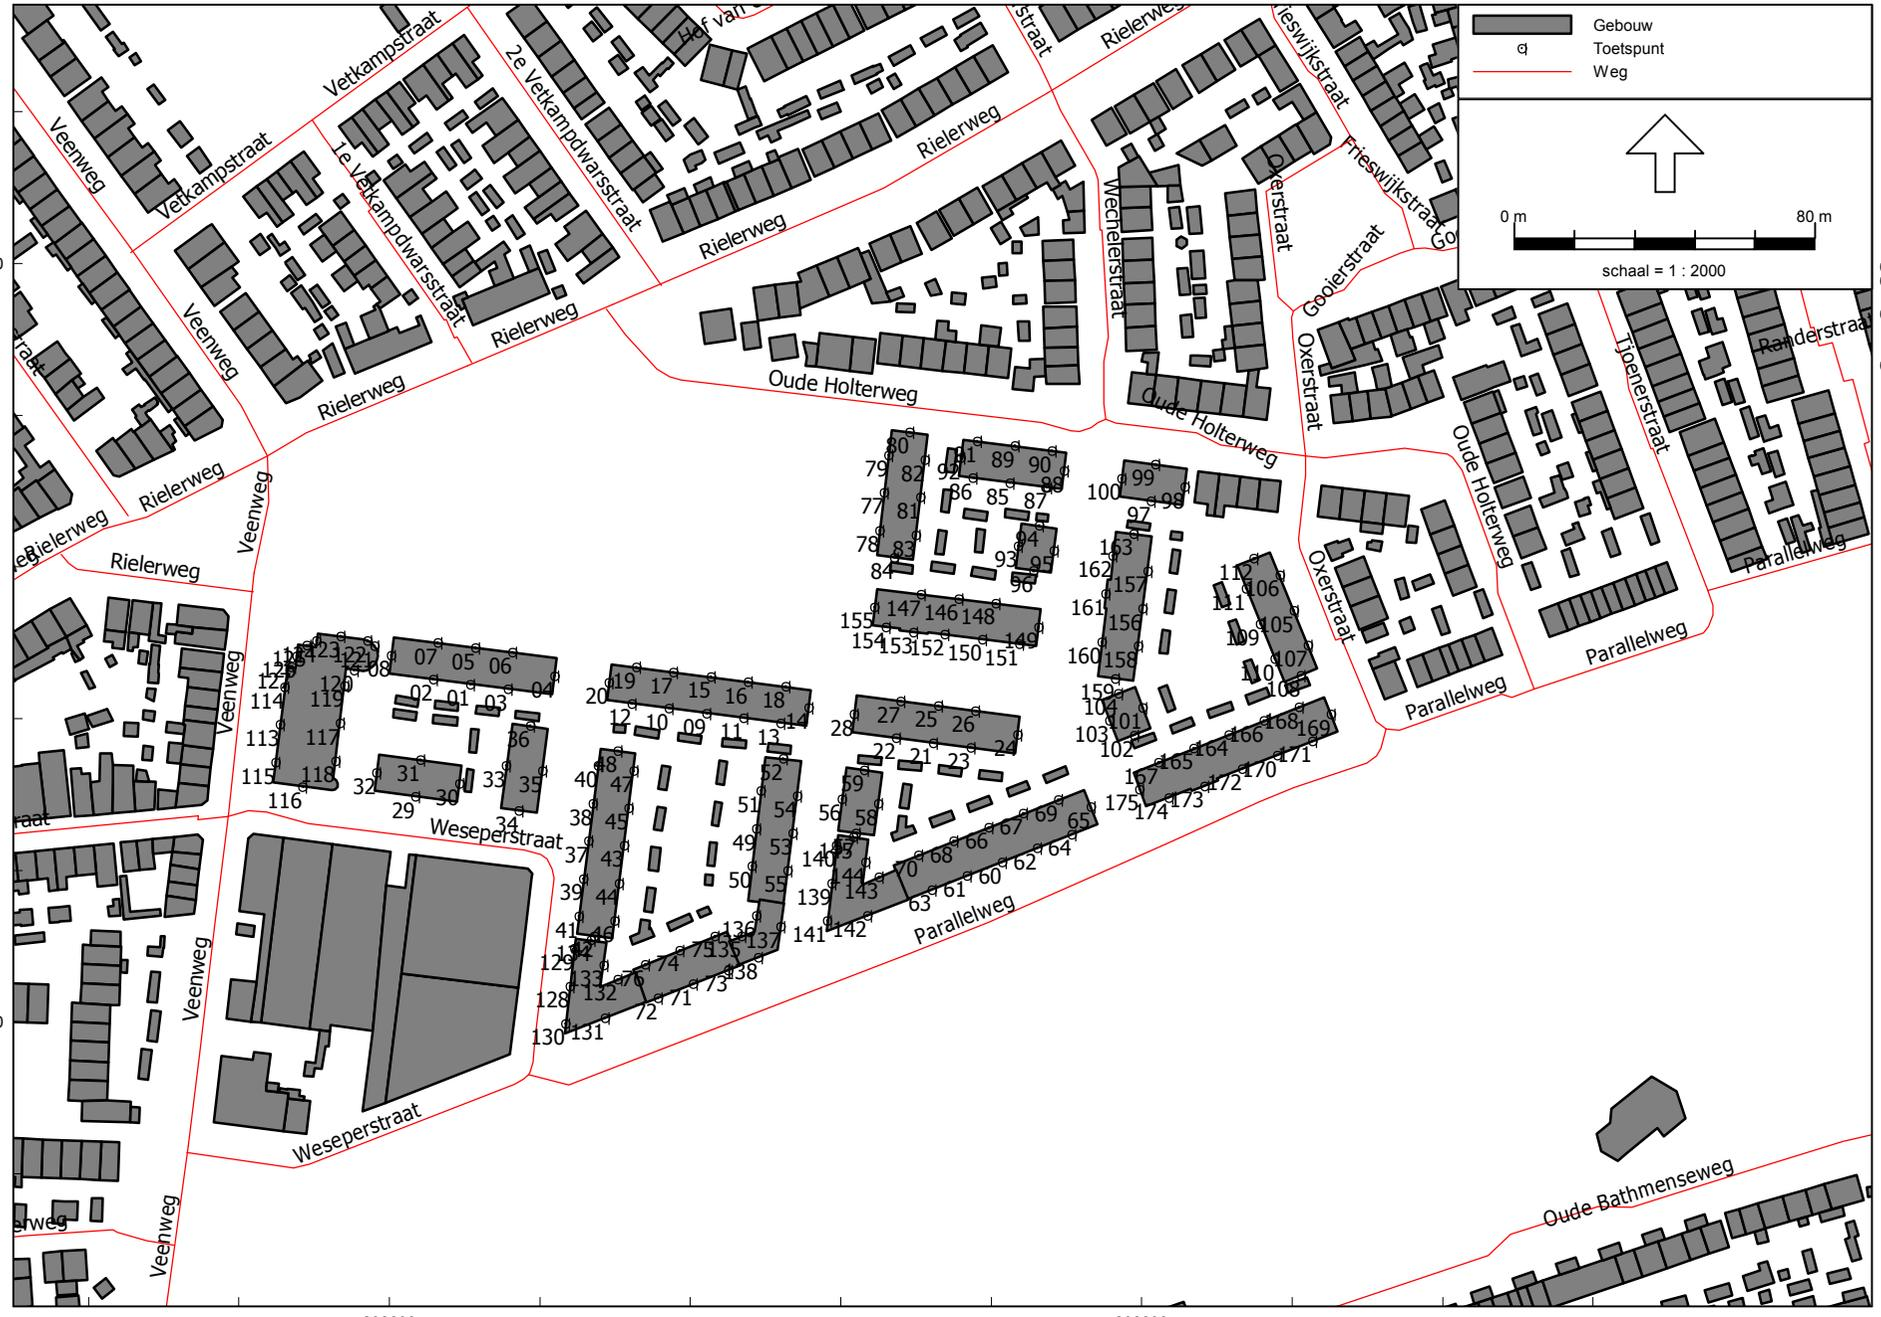 Gebouw
Toetspunt
Weg
0 m 80 m
schaal = 1 : 2000
Vetkampstraat
Vetkampstraat
Veenweg
Veenweg
Veenweg
Veenweg
Veenweg
Veenweg
1e Vetkampdwarsstraat
2e Vetkampdwarsstraat
Rielerweg
Rielerweg
Rielerweg
Rielerweg
Rielerweg
Rielerweg
Rielerweg
Rielerweg
Hof van
Frieswijkstraat
Wechelerstraat
Oxerstraat
Oxerstraat
Oxerstraat
Gooierstraat
Oude Holterweg
Oude Holterweg
Oude Holterweg
Tjoenerstraat
Randerstraat
Parallelweg
Parallelweg
Parallelweg
Parallelweg
Weseperstraat
Weseperstraat
Oude Bathmenseweg
80
79 82
77 81
78 83
84
91 89 90
92 88
86 85 87
94
93 95
96
99
100 98
97
163
162 157
161 156
160 158
159
104 101
103
102
112 106
111
109 105
110 107
108
155 147 146 148 149
154 153 152 150 151
07 05 06
08 04
02 01 03
120
114 119
113 117
115 118
116
31
32 30
29
36
33 35
34
19 17 15 16 18
20 14
12 10 09 11 13
28 27 25 26 24
22 21 23
48
40 47
38 45
37 43
39 44
41 46
52
51 54
49 53
50 55
59
56 58
140
144
139 143
141 142
70 68 66 67 69 65
63 61 60 62 64
129 133
128 132
130 131
76 74 75 135 136 137
72 71 73 138
167 165 164 166 168 169
175 174 173 172 170 171